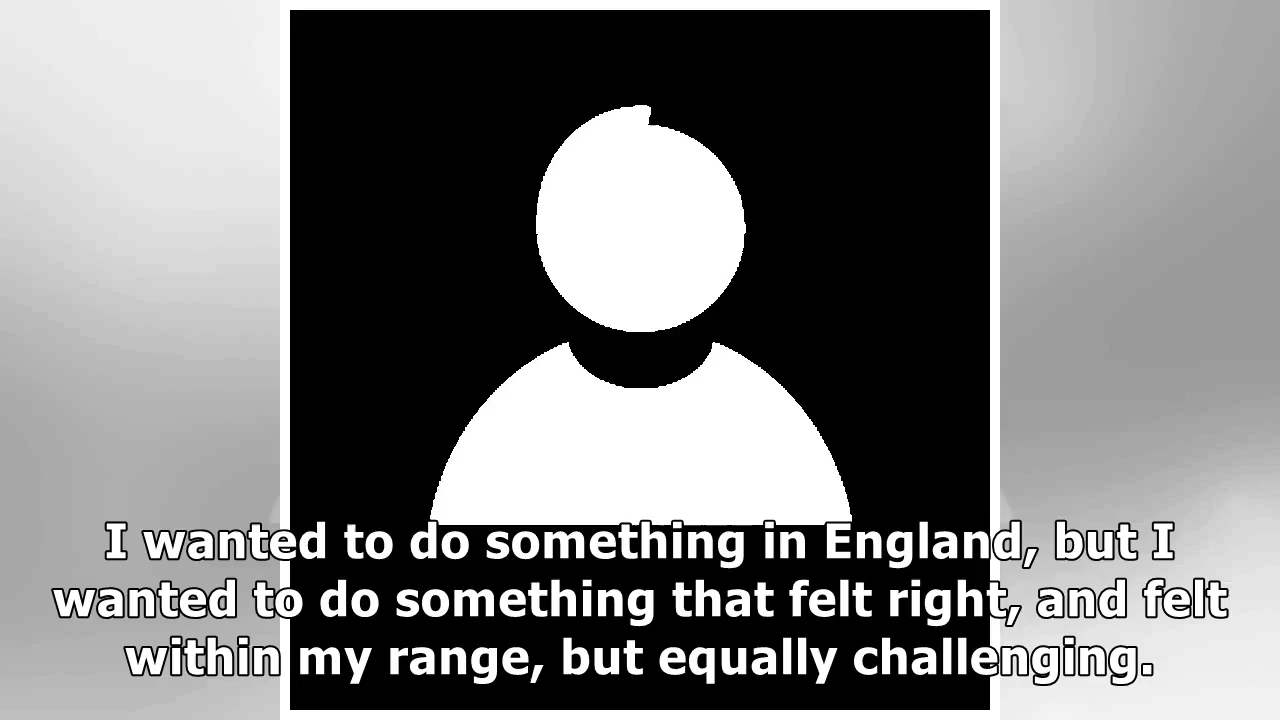 I wanted to do something in England, but I
wanted to do something that felt right, and felt
within my range, but equally challenging.